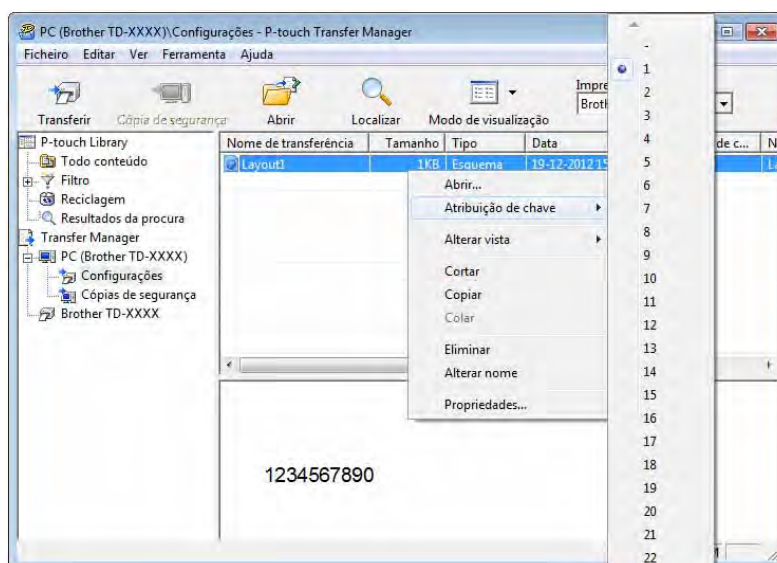 PC (Brother TD-XXXX)\Configurações - P-touch Transfer Manager
Ficheiro Editar Ver Ferramenta Ajuda
Transferir Cópia de segurança Abrir Localizar Modo de visualização
P-touch Library
Todo conteúdo
Filtro
Reciclagem
Resultados da procura
Transfer Manager
PC (Brother TD-XXXX)
Configurações
Cópias de segurança
Brother TD-XXXX
Nome de transferência Tamanho Tipo Data
Layout1 1KB Esquema 19-12-2012 15
Abrir...
Atribuição de chave
Alterar vista
Cortar
Copiar
Colar
Eliminar
Alterar nome
Propriedades...
-
1
2
3
4
5
6
7
8
9
10
11
12
13
14
15
16
17
18
19
20
21
22
1234567890